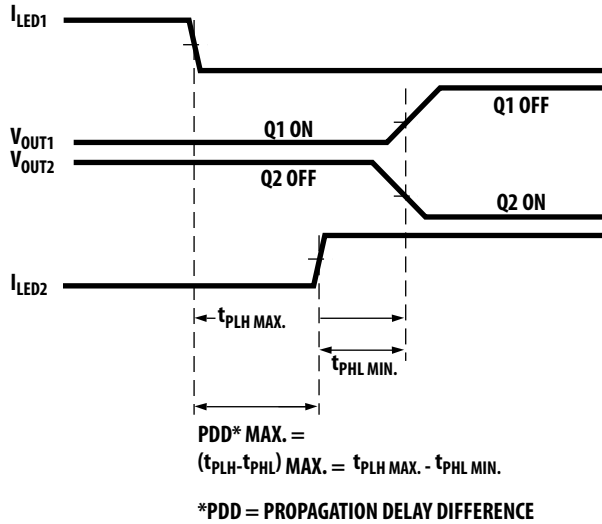 ILED1
Q1 OFF
VOUT1
Q1 ON
VOUT2
Q2 OFF
Q2 ON
ILED2
tPLH MAX.
tPHL MIN.
PDD* MAX. =
(tPLH-tPHL) MAX. = tPLH MAX. - tPHL MIN.
*PDD = PROPAGATION DELAY DIFFERENCE